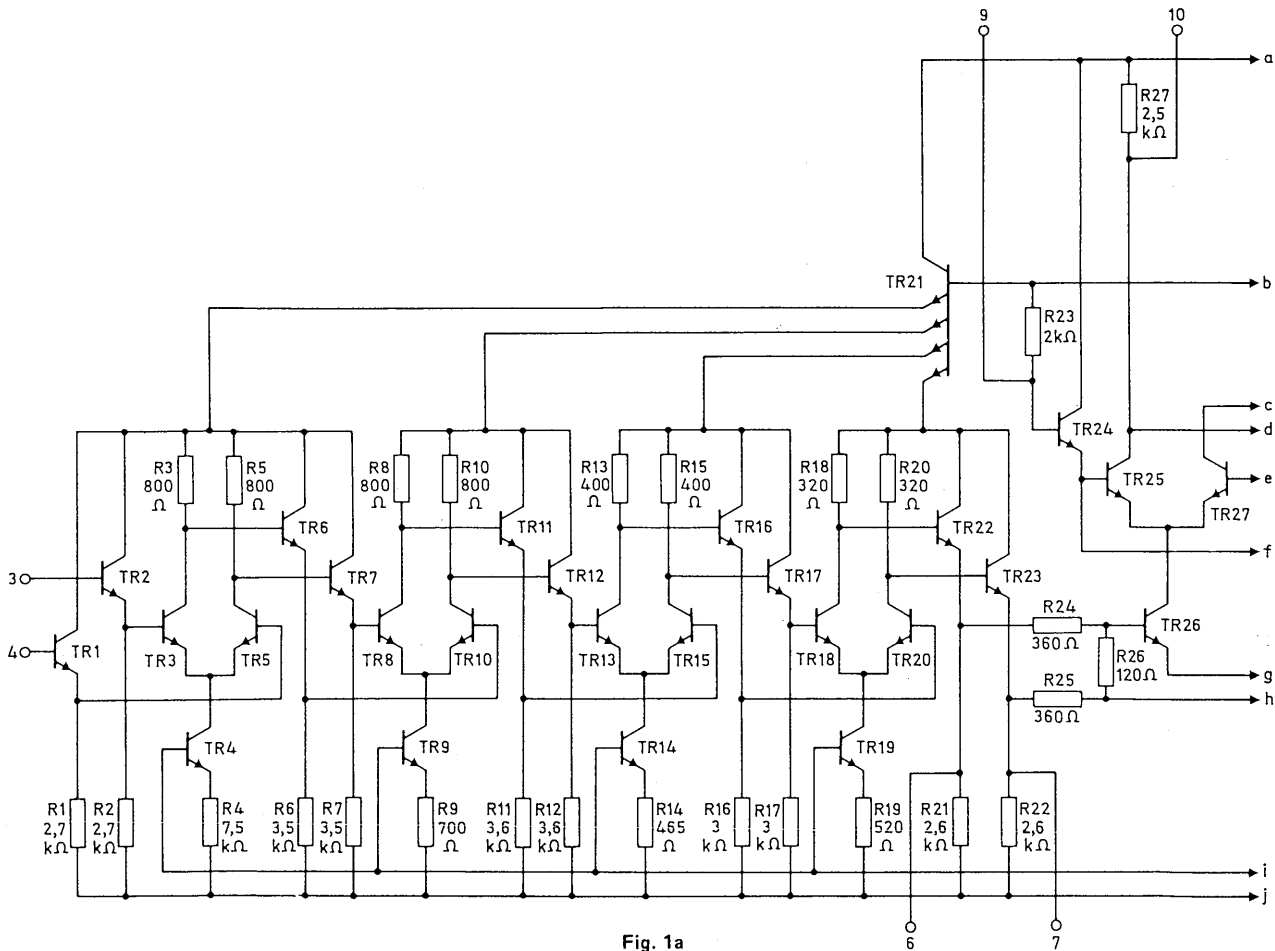 9
10
a
R27
2,5
kΩ
TR21
b
R23
2kΩ
c
TR24
d
R3
800
Ω
R5
800
Ω
R8
800
Ω
R10
800
Ω
R13
400
Ω
R15
400
Ω
R18
320
Ω
R20
320
Ω
TR25
e
TR27
TR6
TR11
TR16
TR22
f
3
TR2
TR7
TR12
TR17
TR23
4
TR1
TR3
TR5
TR8
TR10
TR13
TR15
TR18
TR20
R24
360Ω
TR26
R26
120Ω
g
R25
360Ω
h
TR4
TR9
TR14
TR19
R1
2,7
kΩ
R2
2,7
kΩ
R4
7,5
kΩ
R6
3,5
kΩ
R7
3,5
kΩ
R9
700
Ω
R11
3,6
kΩ
R12
3,6
kΩ
R14
465
Ω
R16
3
kΩ
R17
3
kΩ
R19
520
Ω
R21
2,6
kΩ
R22
2,6
kΩ
i
j
6
7
Fig. 1a